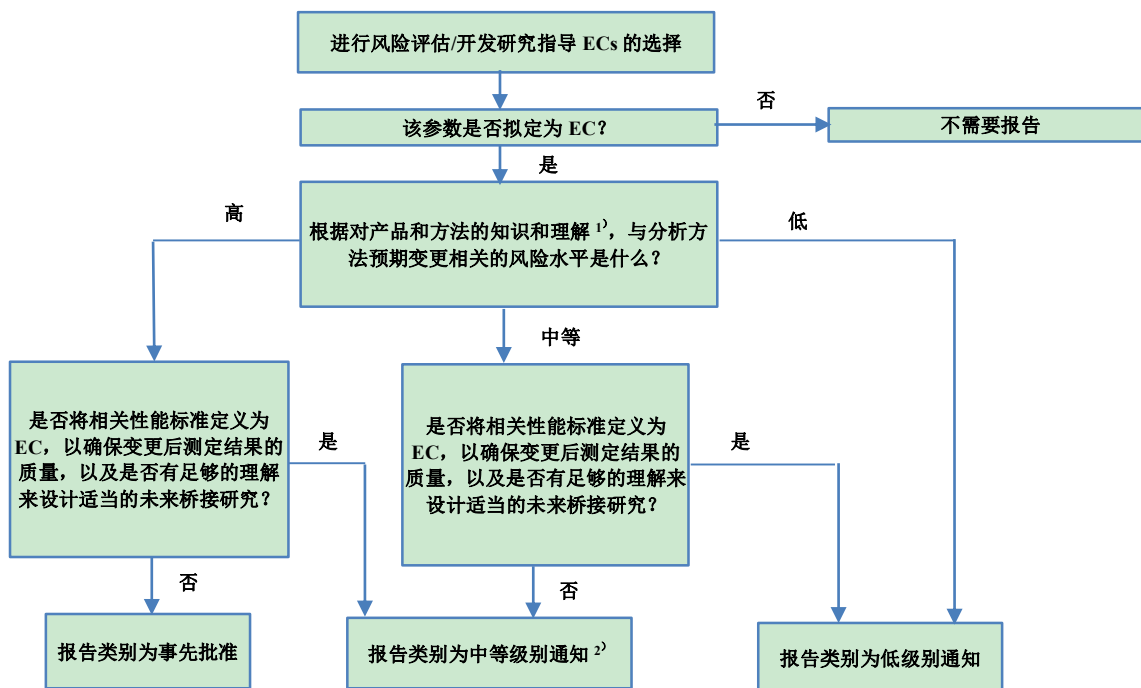 进行风险评估/开发研究指导 ECs 的选择
该参数是否拟定为 EC？
否
不需要报告
是
高
根据对产品和方法的知识和理解 1），与分析方
法预期变更相关的风险水平是什么？
低
中等
是否将相关性能标准定义为
EC，以确保变更后测定结果的
质量，以及是否有足够的理解
来设计适当的未来桥接研究？
是
是否将相关性能标准定义为
EC，以确保变更后测定结果的
质量，以及是否有足够的理解来
设计适当的未来桥接研究？
是
否
否
报告类别为事先批准
报告类别为中等级别通知 2）
报告类别为低级别通知